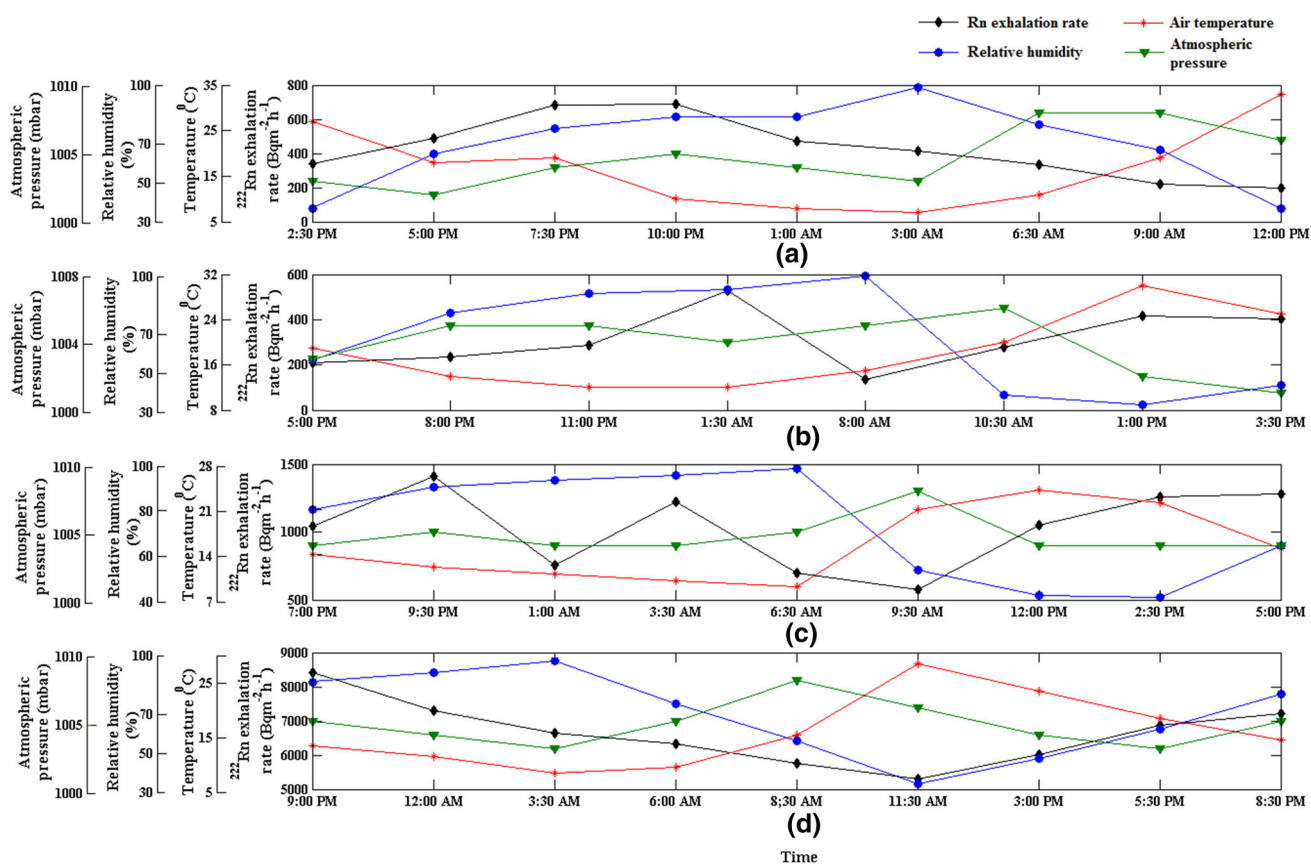 Rn exhalation rate
Air temperature
Relative humidity
Atmospheric
pressure
Atmospheric
pressure (mbar)
1010
1005
1000
Relative humidity
(%)
100
70
50
30
Temperature (⁰C)
35
25
15
5
²²²Rn exhalation
rate (Bqm⁻²h⁻¹)
800
600
400
200
0
2:30 PM 5:00 PM 7:30 PM 10:00 PM 1:00 AM 3:00 AM 6:30 AM 9:00 AM 12:00 PM
(a)
Atmospheric
pressure (mbar)
1008
1004
1000
Relative humidity
(%)
100
70
50
30
Temperature (⁰C)
32
24
16
8
²²²Rn exhalation
rate (Bqm⁻²h⁻¹)
600
400
200
0
5:00 PM 8:00 PM 11:00 PM 1:30 AM 8:00 AM 10:30 AM 1:00 PM 3:30 PM
(b)
Atmospheric
pressure (mbar)
1010
1005
1000
Relative humidity
(%)
100
80
60
40
Temperature (⁰C)
28
21
14
7
²²²Rn exhalation
rate (Bqm⁻²h⁻¹)
1500
1000
500
7:00 PM 9:30 PM 1:00 AM 3:30 AM 6:30 AM 9:30 AM 12:00 PM 2:30 PM 5:00 PM
(c)
Atmospheric
pressure (mbar)
1010
1005
1000
Relative humidity
(%)
100
70
50
30
Temperature (⁰C)
25
15
5
²²²Rn exhalation
rate (Bqm⁻²h⁻¹)
9000
8000
7000
6000
5000
9:00 PM 12:00 AM 3:30 AM 6:00 AM 8:30 AM 11:30 AM 3:00 PM 5:30 PM 8:30 PM
(d)
Time